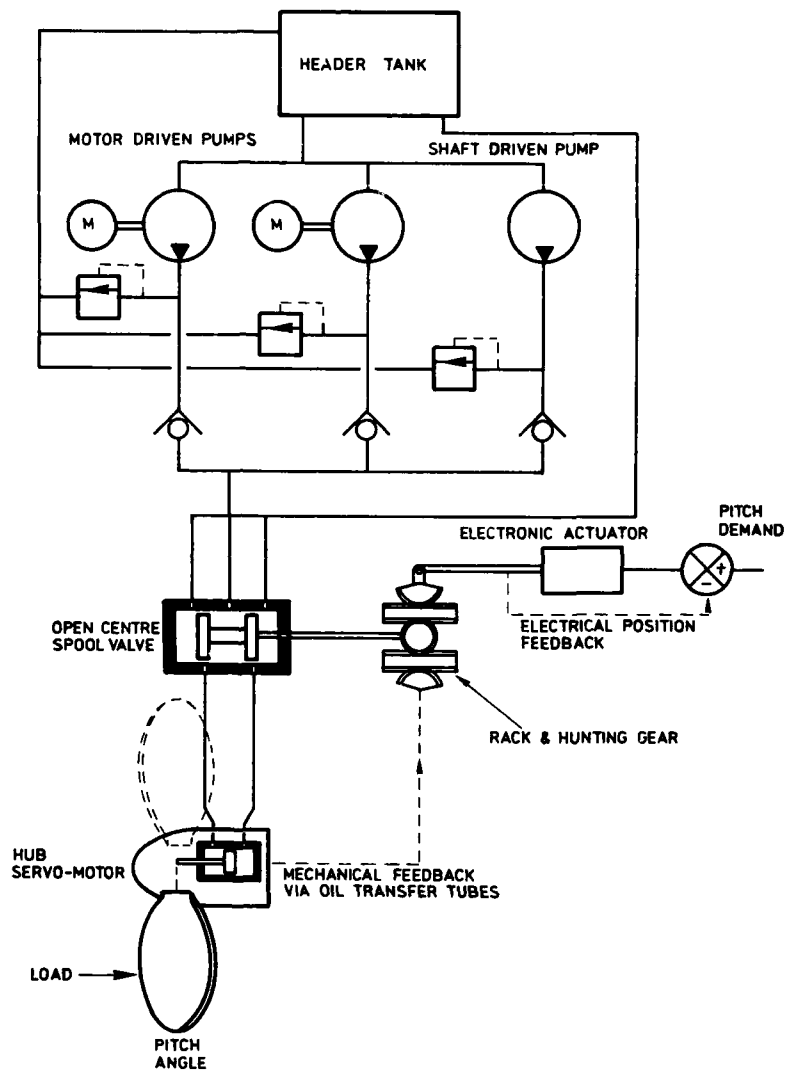 HEADER TANK
MOTOR DRIVEN PUMPS
SHAFT DRIVEN PUMP
M
M
PITCH
DEMAND
ELECTRONIC ACTUATOR
+
-
ELECTRICAL POSITION
FEEDBACK
OPEN CENTRE
SPOOL VALVE
RACK & HUNTING GEAR
HUB
SERVO-MOTOR
MECHANICAL FEEDBACK
VIA OIL TRANSFER TUBES
LOAD
PITCH
ANGLE